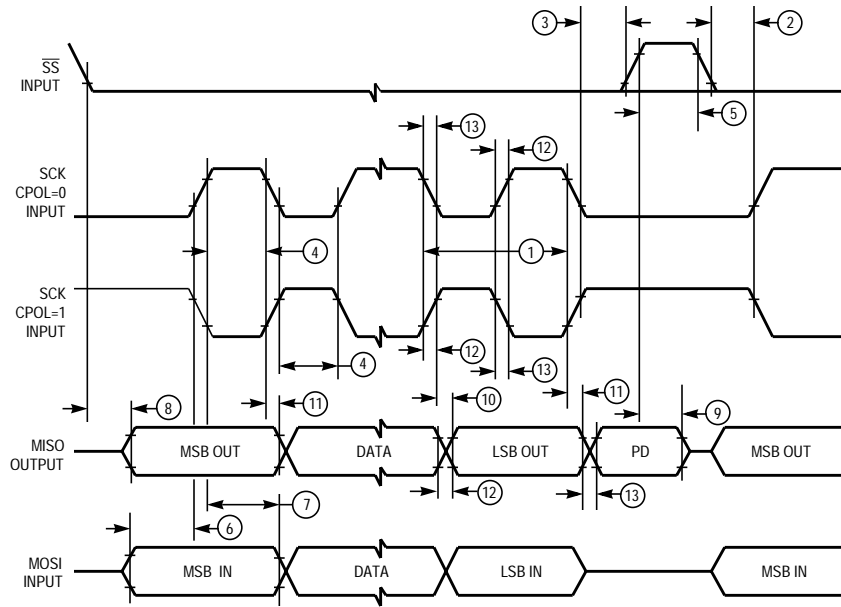 3
2
SS
INPUT
5
13
12
SCK
CPOL=0
INPUT
4
1
SCK
CPOL=1
INPUT
12
4
13
8
11
10
11
9
MISO
OUTPUT
MSB OUT
DATA
LSB OUT
PD
MSB OUT
12
13
7
6
MOSI
INPUT
MSB IN
DATA
LSB IN
MSB IN